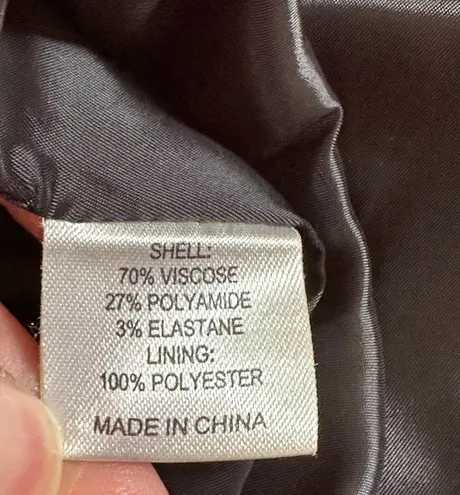 SHELL:
70% VISCOSE
27% POLYAMIDE
3% ELASTANE
LINING:
100% POLYESTER
MADE IN CHINA